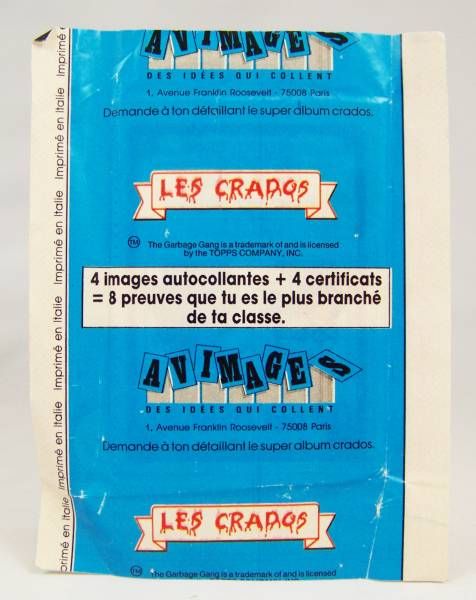 AVIMAGES
DES IDÉES QUI COLLENT
1, Avenue Franklin Roosevelt - 75008 Paris
Demande à ton détaillant le super album crados.
LES CRADOS
TM The Garbage Gang is a trademark of and is licensed
by the TOPPS COMPANY, INC.
4 images autocollantes + 4 certificats
= 8 preuves que tu es le plus branché
de ta classe.
AVIMAGES
DES IDÉES QUI COLLENT
1, Avenue Franklin Roosevelt - 75008 Paris
Demande à ton détaillant le super album crados.
LES CRADOS
TM The Garbage Gang is a trademark of and is licensed
Imprimé en Italie Imprimé en Italie Imprimé en Italie Imprimé en Italie Imprimé en Italie